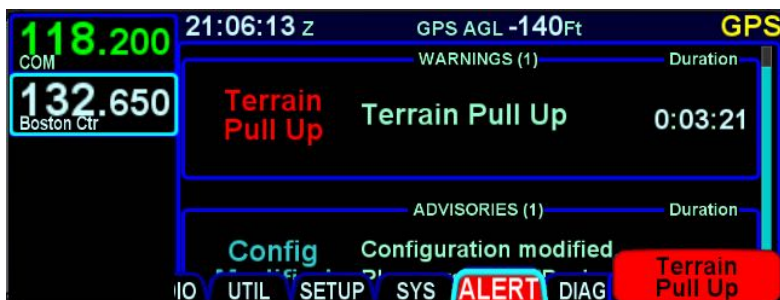 118.200
COM
132.650
Boston Ctr
21:06:13 Z GPS AGL -140Ft GPS
WARNINGS (1) Duration
Terrain
Pull Up
Terrain Pull Up
0:03:21
ADVISORIES (1) Duration
Config
Configuration modified
UTIL SETUP SYS ALERT DIAG
Terrain
Pull Up